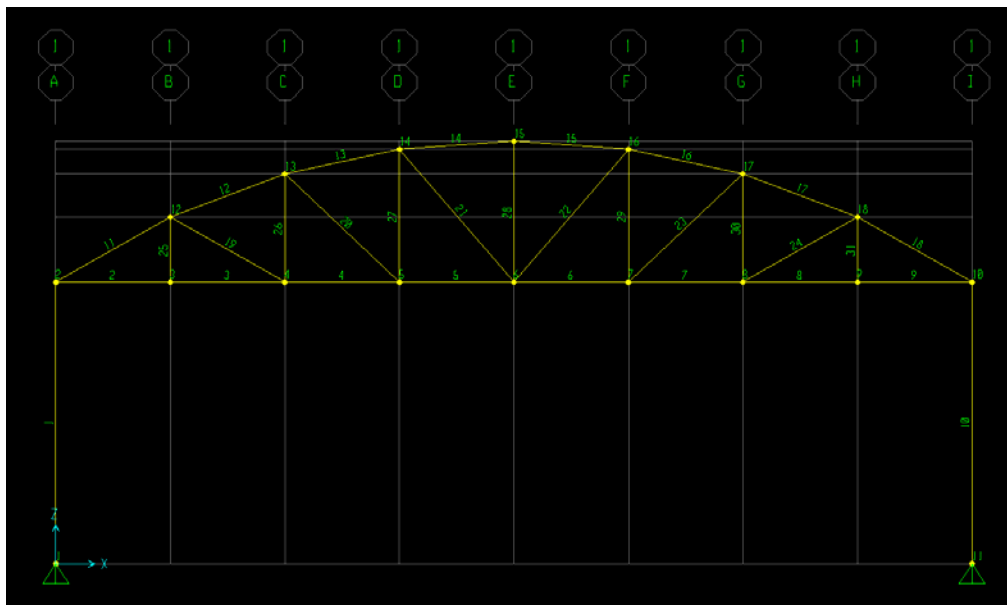 1 1 1 1 1 1 1 1 1
A B C D E F G H I
15
14 14 15 16
13 13 16 17
12 12 17 18
11 25 19 26 20 27 21 28 22 29 23 30 24 31 18
2 2 3 3 4 4 5 5 6 6 7 7 8 8 9 9 10
1 10
Z
1 X 11